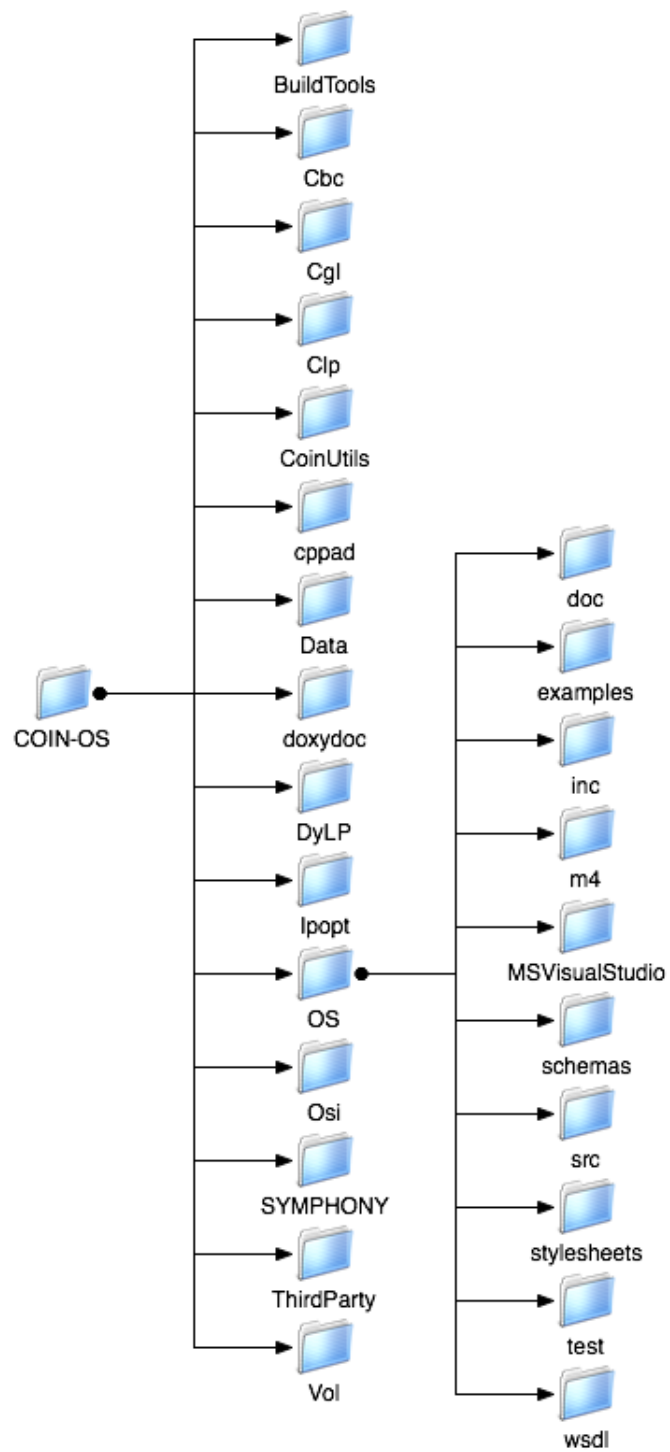 COIN-OS
BuildTools
Cbc
Cgl
Clp
CoinUtils
cppad
Data
doxydoc
DyLP
Ipopt
OS
Osi
SYMPHONY
ThirdParty
Vol
doc
examples
inc
m4
MSVisualStudio
schemas
src
stylesheets
test
wsdl